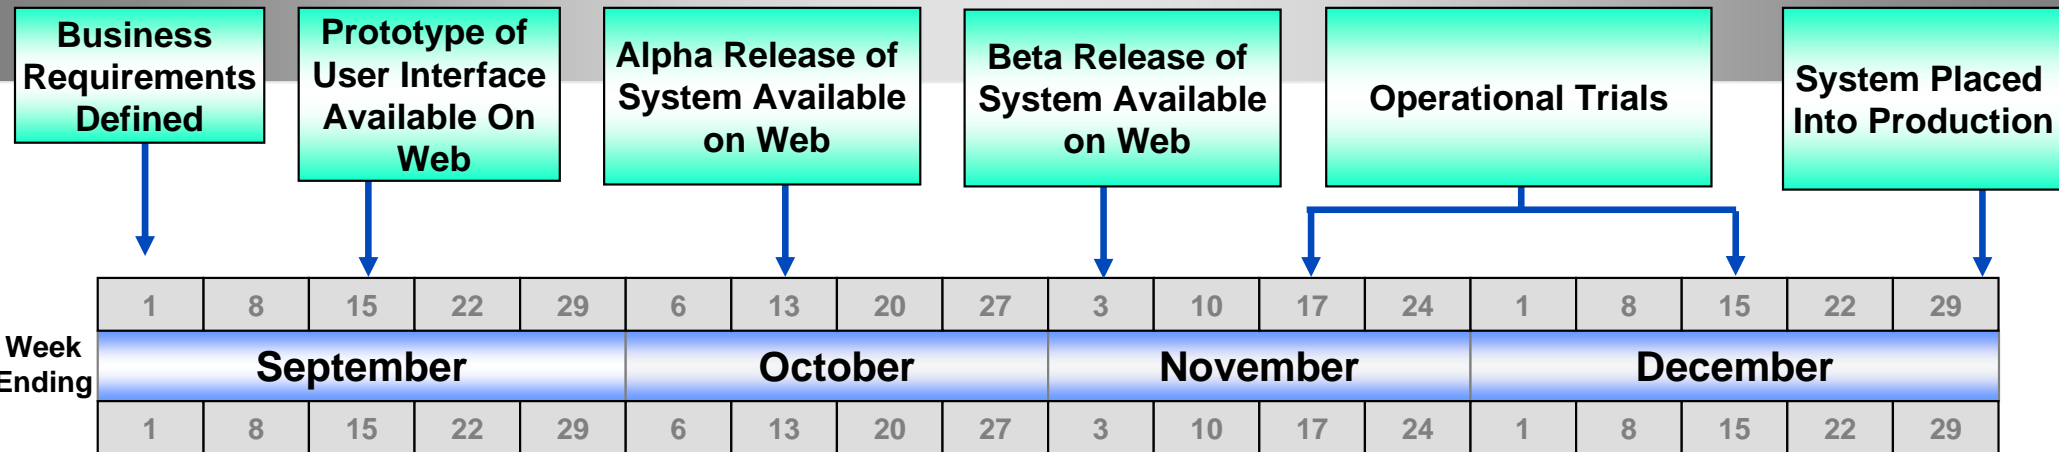 Business
Requirements
Defined
Prototype of
User Interface
Available On
Web
Alpha Release of
System Available
on Web
Beta Release of
System Available
on Web
Operational Trials
System Placed
Into Production
1 8 15 22 29 6 13 20 27 3 10 17 24 1 8 15 22 29
Week
Ending
September October November December
1 8 15 22 29 6 13 20 27 3 10 17 24 1 8 15 22 29